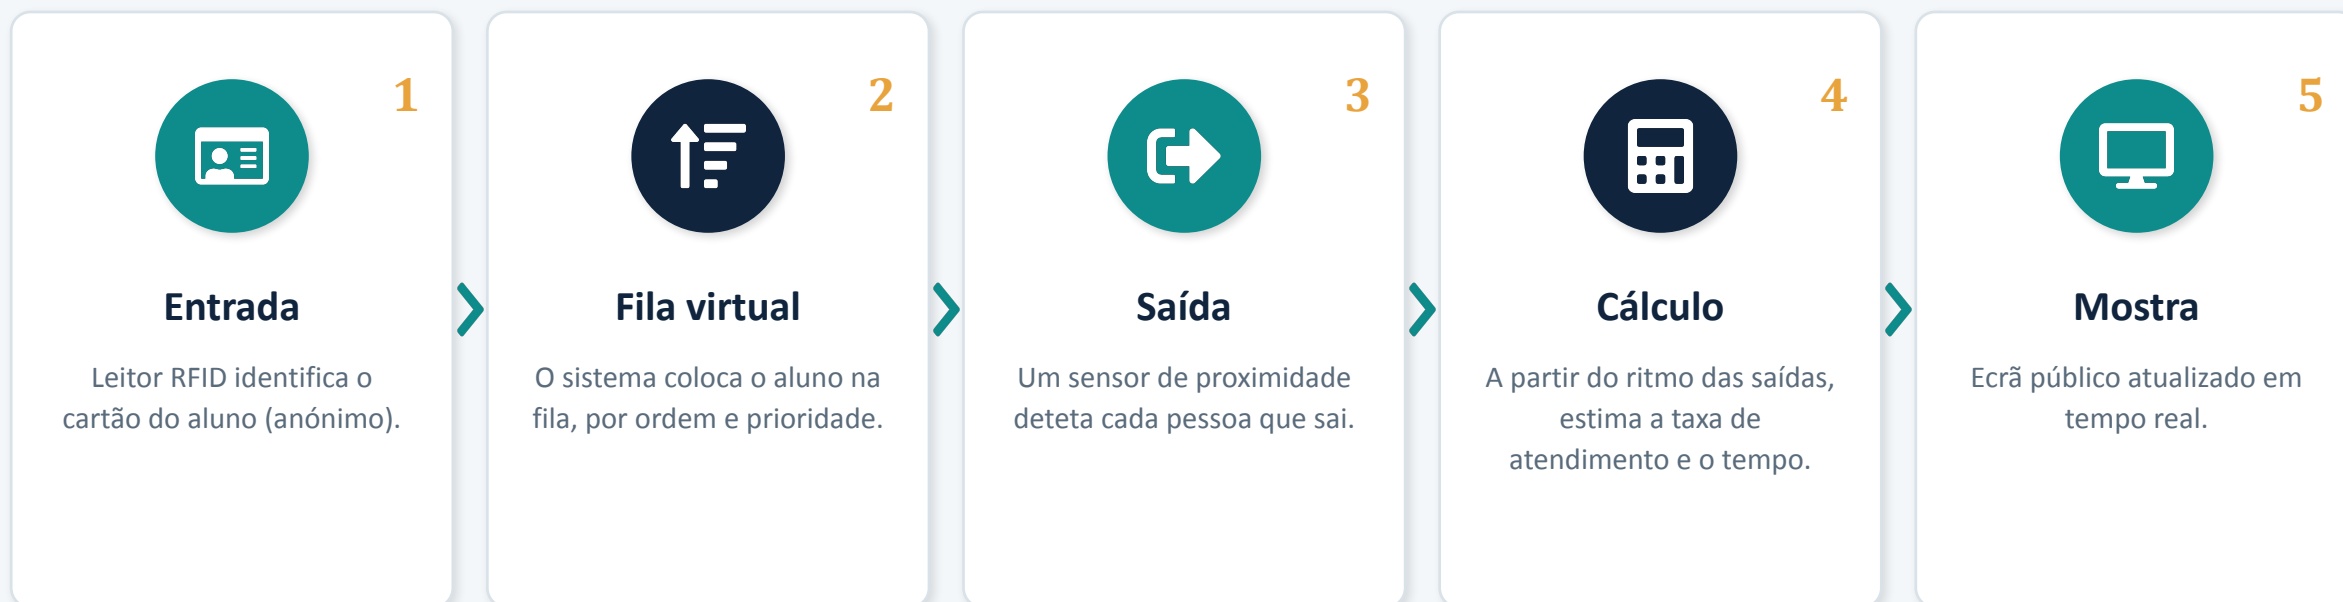 1
Entrada
Leitor RFID identifica o
cartão do aluno (anónimo).
2
Fila virtual
O sistema coloca o aluno na
fila, por ordem e prioridade.
3
Saída
Um sensor de proximidade
deteta cada pessoa que sai.
4
Cálculo
A partir do ritmo das saídas,
estima a taxa de
atendimento e o tempo.
5
Mostra
Ecrã público atualizado em
tempo real.